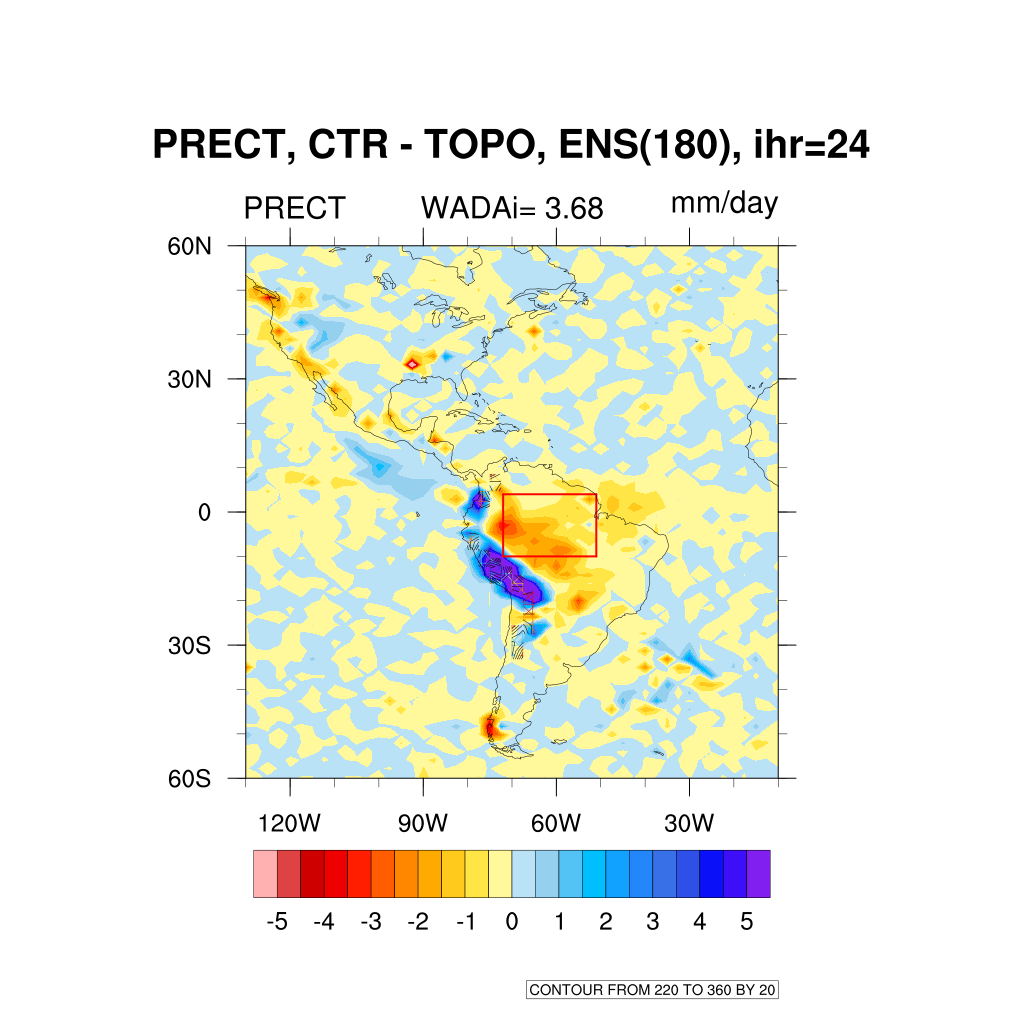 PRECT, CTR - TOPO, ENS(180), ihr=24
PRECT WADAi= 3.68 mm/day
60N
30N
0
30S
60S
120W 90W 60W 30W
-5 -4 -3 -2 -1 0 1 2 3 4 5
CONTOUR FROM 220 TO 360 BY 20